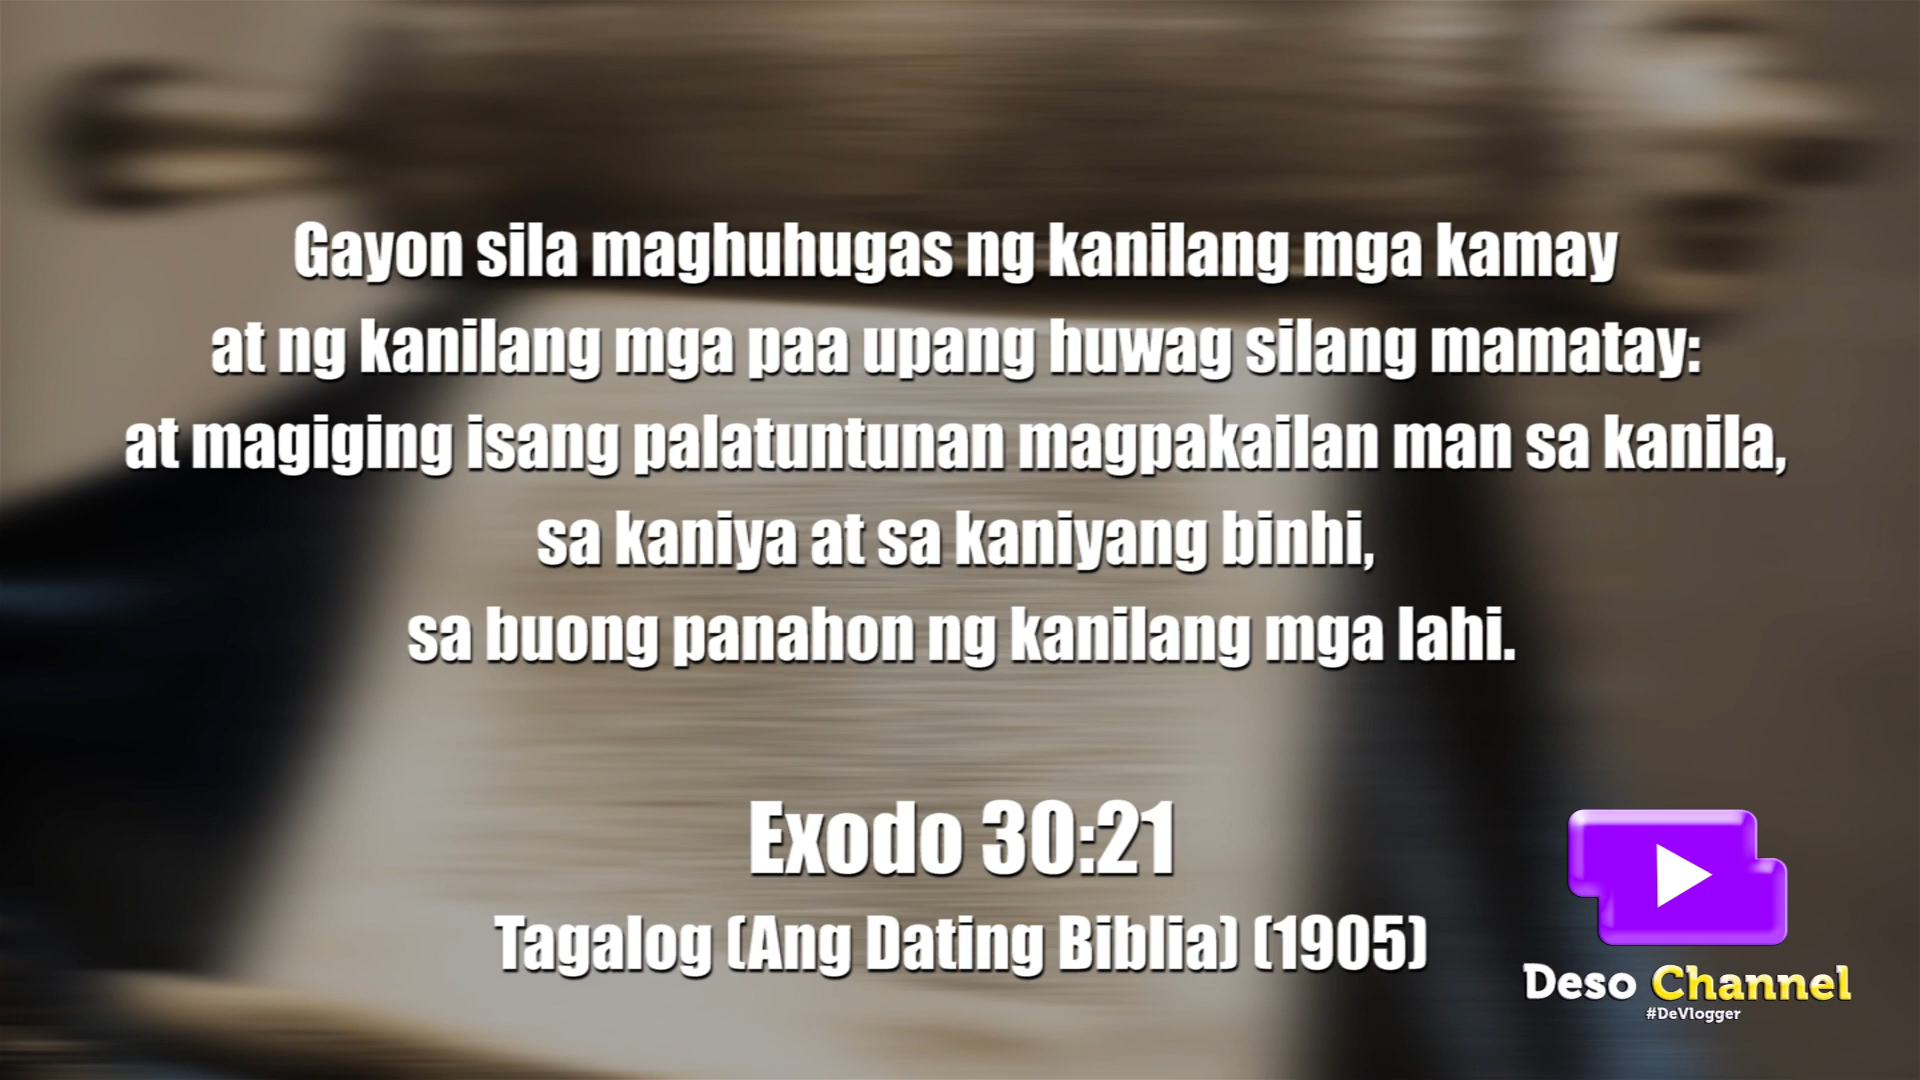 Gayon sila maghuhugas ng kanilang mga kamay
at ng kanilang mga paa upang huwag silang mamatay:
at magiging isang palatuntunan magpakailan man sa kanila,
sa kaniya at sa kaniyang binhi,
sa buong panahon ng kanilang mga lahi.
Exodo 30:21
Tagalog (Ang Dating Biblia) (1905)
Deso Channel
#DeVlogger